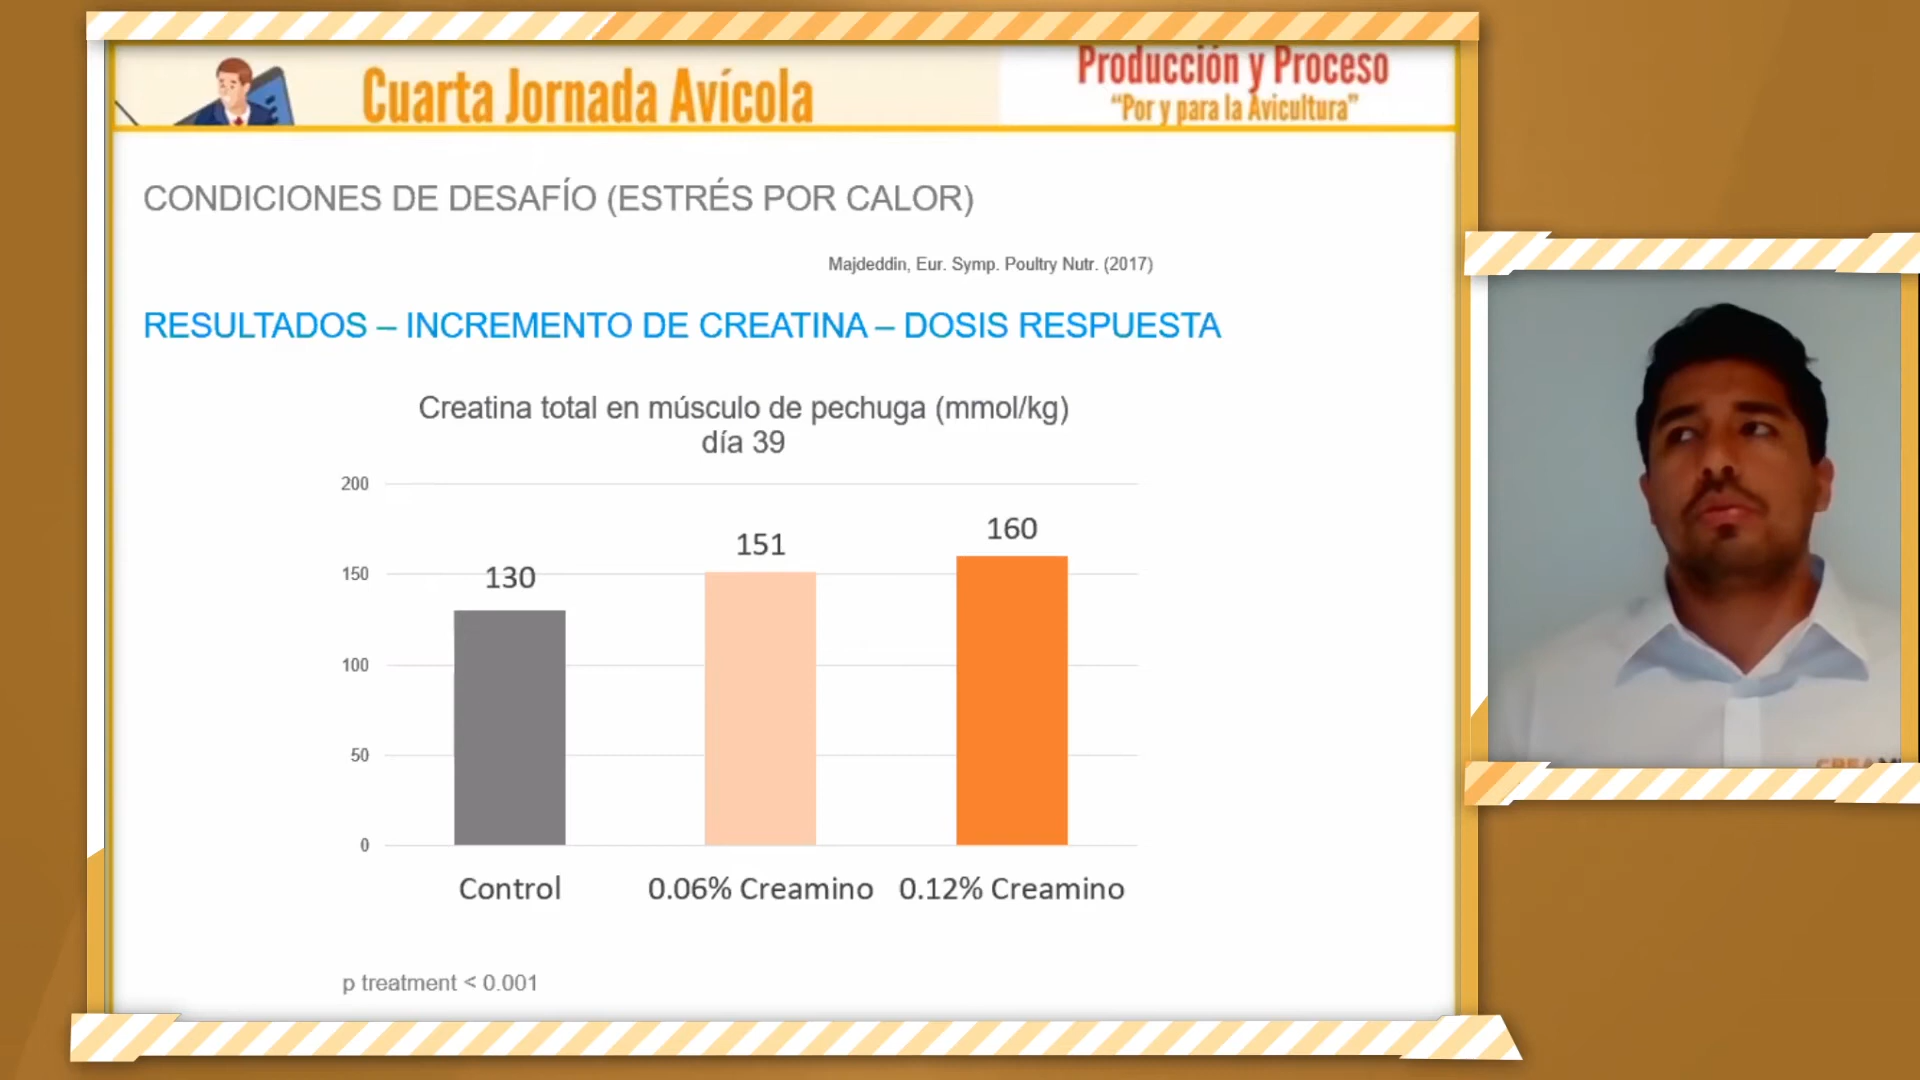 Cuarta Jornada Avícola
Producción y Proceso
“Por y para la Avicultura”
CONDICIONES DE DESAFÍO (ESTRÉS POR CALOR)
Majdeddin, Eur. Symp. Poultry Nutr. (2017)
RESULTADOS – INCREMENTO DE CREATINA – DOSIS RESPUESTA
Creatina total en músculo de pechuga (mmol/kg)
día 39
200
150
100
50
0
130
151
160
Control
0.06% Creamino
0.12% Creamino
p treatment < 0.001